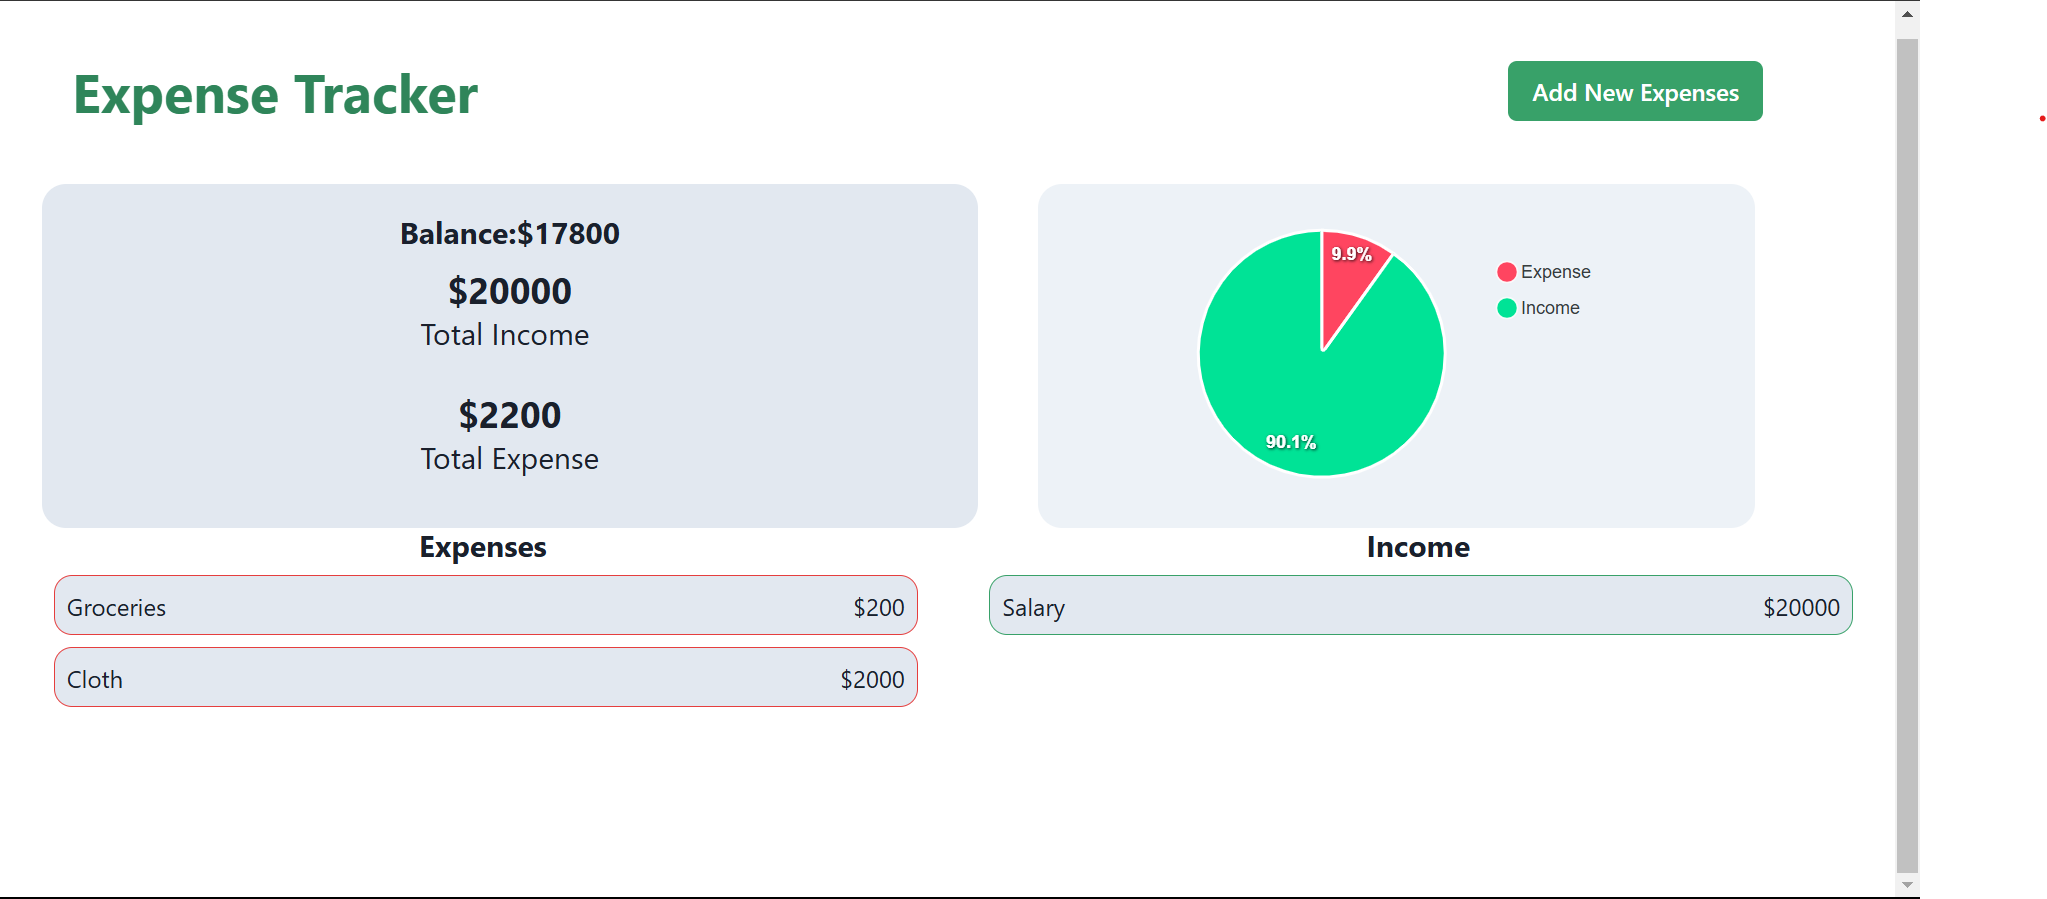 Expense Tracker
Add New Expenses
Balance:$17800
$20000
Total Income
$2200
Total Expense
9.9%
90.1%
Expense
Income
Expenses
Groceries $200
Cloth $2000
Income
Salary $20000